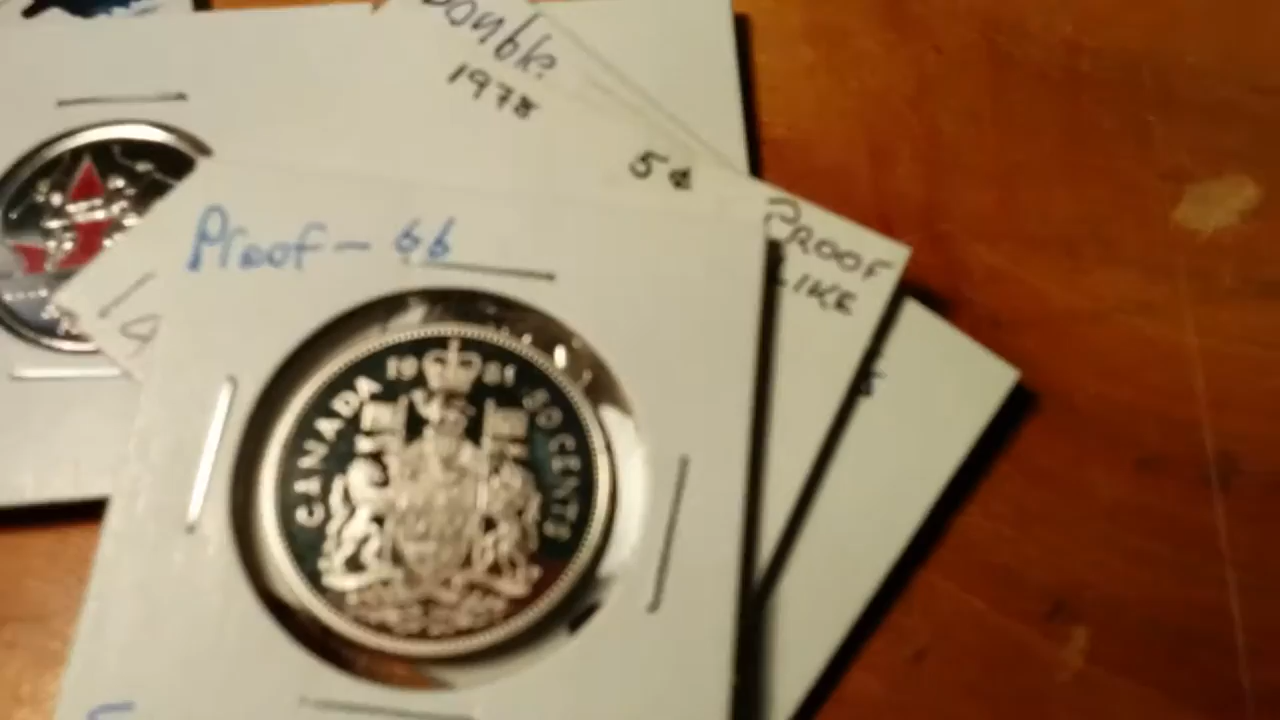 Double
1978
5¢
PROOF
LIKE
Proof - 66
CANADA 1981 50 CENTS